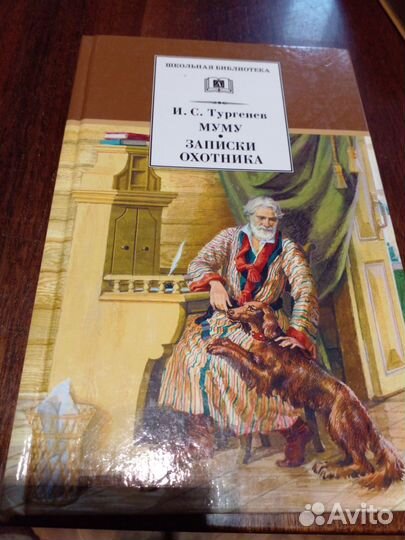 ШКОЛЬНАЯ БИБЛИОТЕКА
И. С. Тургенев
МУМУ
•
ЗАПИСКИ
ОХОТНИКА
Avito